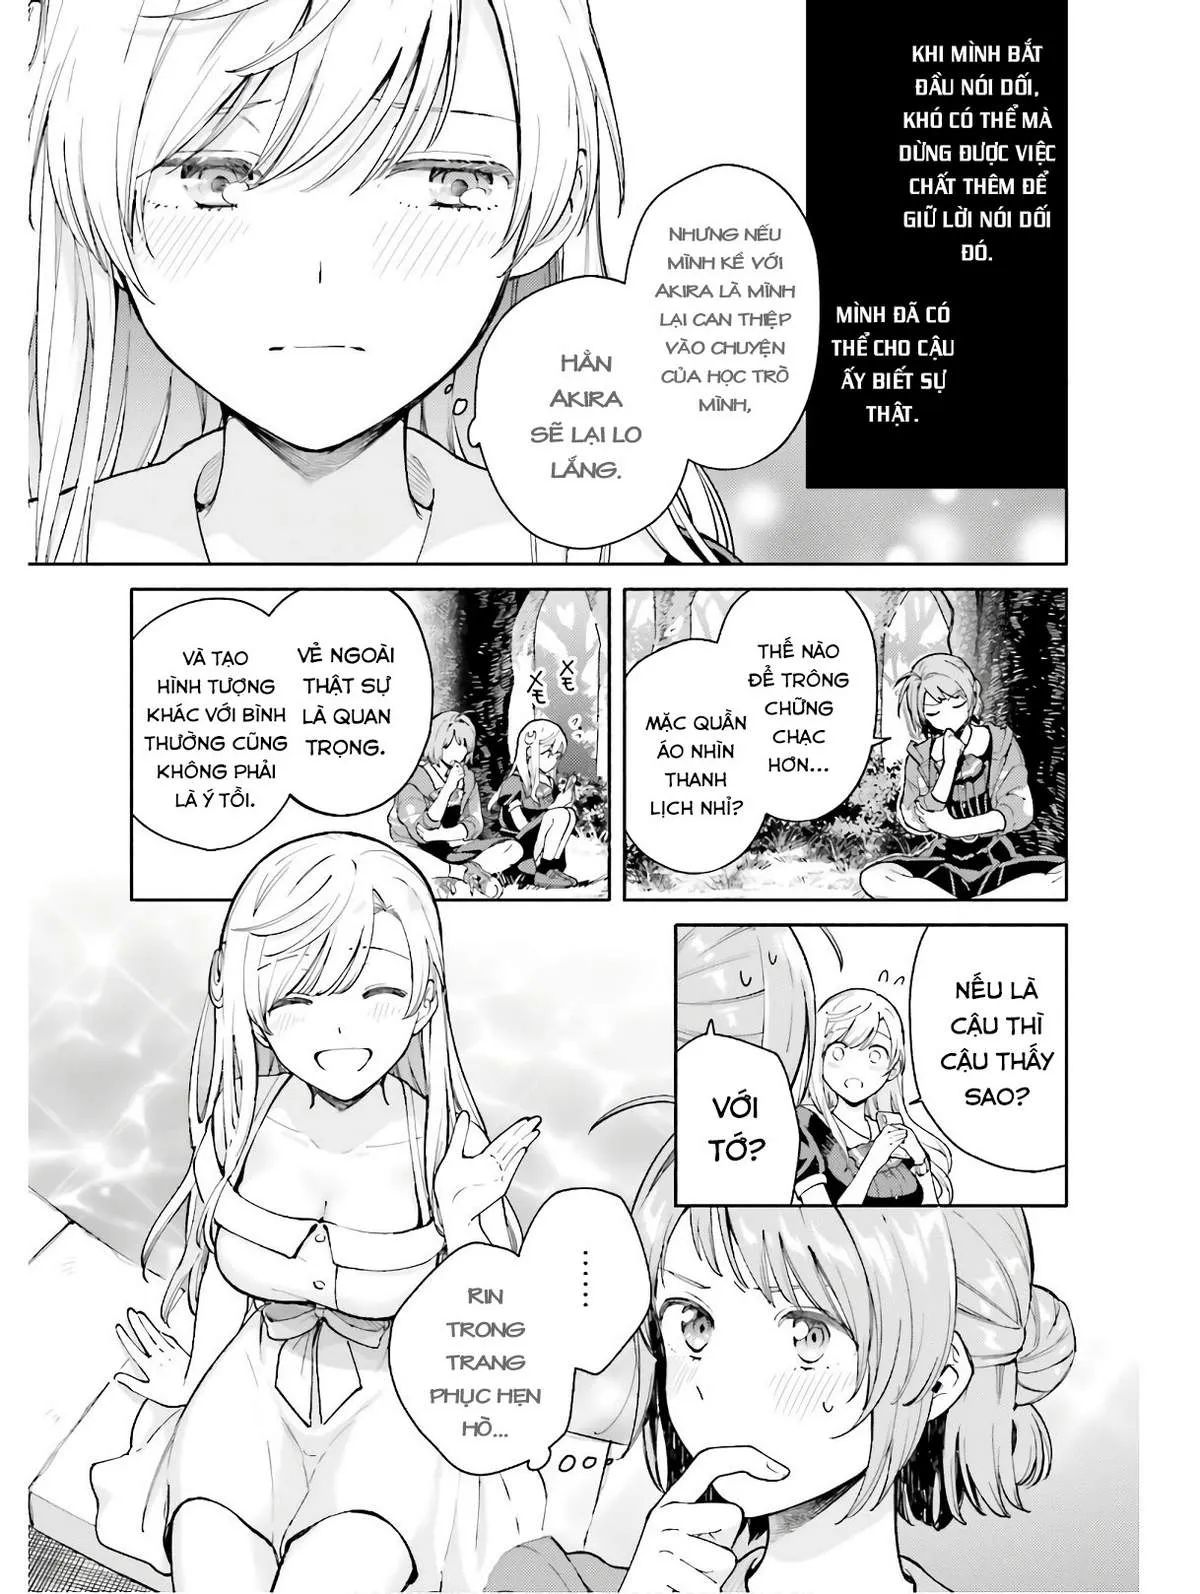 KHI MÌNH BẮT
ĐẦU NÓI DỐI,
KHÓ CÓ THỂ MÀ
DỪNG ĐƯỢC VIỆC
CHẤT THÊM ĐỂ
GIỮ LỜI NÓI DỐI
ĐÓ.
MÌNH ĐÃ CÓ
THỂ CHO CẬU
ẤY BIẾT SỰ
THẬT.
NHƯNG NẾU
MÌNH KỂ VỚI
AKIRA LÀ MÌNH
LẠI CAN THIỆP
VÀO CHUYỆN
CỦA HỌC TRÒ
MÌNH,
HẲN
AKIRA
SẼ LẠI LO
LẮNG.
THẾ NÀO
ĐỂ TRÔNG
CHỮNG
CHẠC
HƠN...
MẶC QUẦN
ÁO NHÌN
THANH
LỊCH NHỈ?
VẺ NGOÀI
THẬT SỰ
LÀ QUAN
TRỌNG.
VÀ TẠO
HÌNH TƯỢNG
KHÁC VỚI BÌNH
THƯỜNG CŨNG
KHÔNG PHẢI
LÀ Ý TỒI.
メモ
メモ
NẾU LÀ
CẬU THÌ
CẬU THẤY
SAO?
VỚI
TỚ?
......
RIN
TRONG
TRANG
PHỤC HẸN
HÒ...